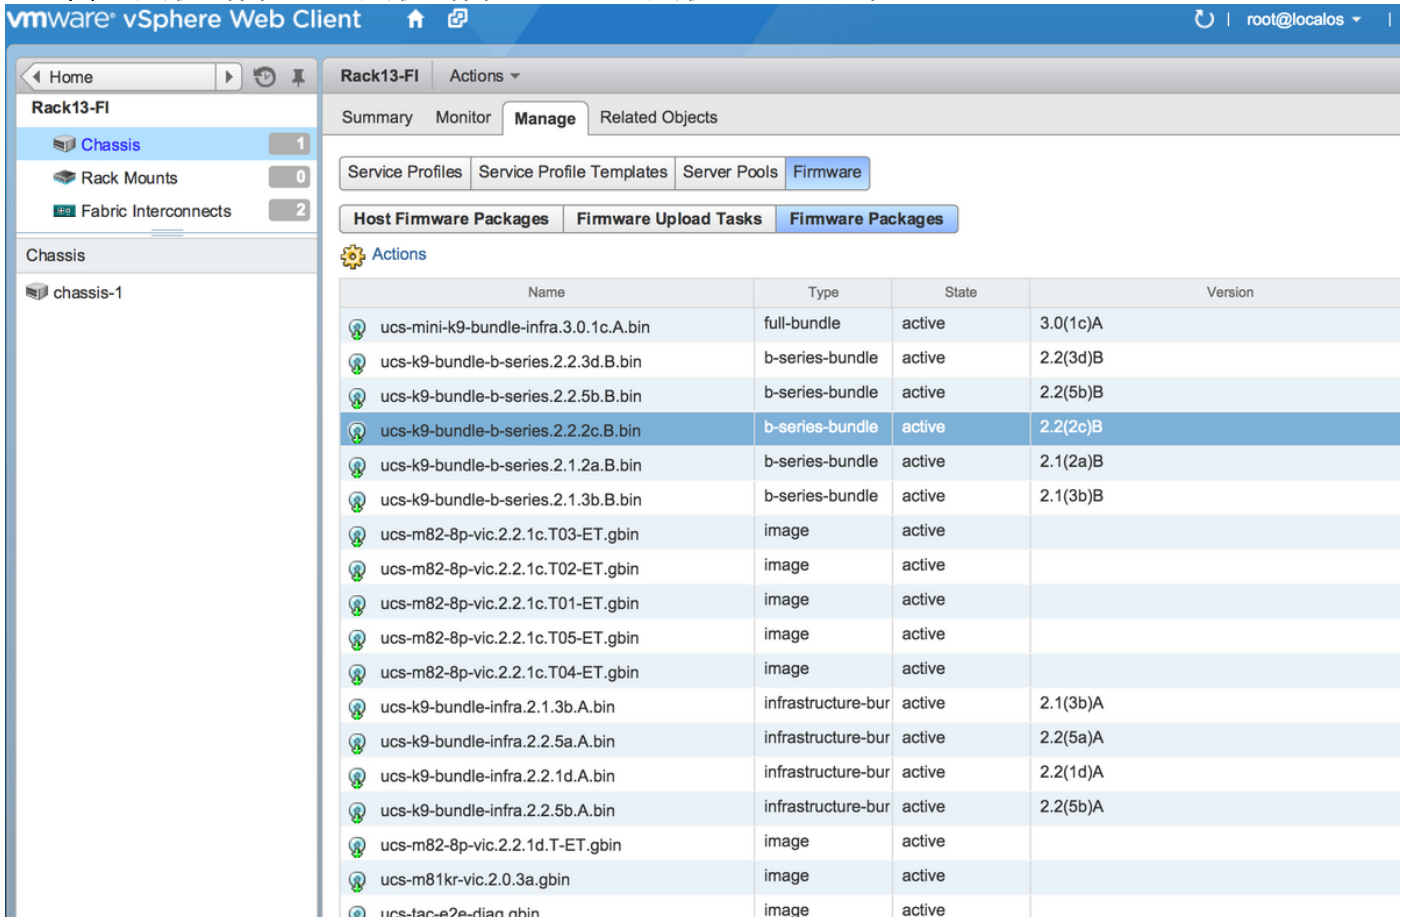 vmware® vSphere Web Client
root@localos
Home
Rack13-FI
Chassis 1
Rack Mounts 0
Fabric Interconnects 2
Chassis
chassis-1
Rack13-FI Actions
Summary Monitor Manage Related Objects
Service Profiles Service Profile Templates Server Pools Firmware
Host Firmware Packages Firmware Upload Tasks Firmware Packages
Actions
Name Type State Version
ucs-mini-k9-bundle-infra.3.0.1c.A.bin full-bundle active 3.0(1c)A
ucs-k9-bundle-b-series.2.2.3d.B.bin b-series-bundle active 2.2(3d)B
ucs-k9-bundle-b-series.2.2.5b.B.bin b-series-bundle active 2.2(5b)B
ucs-k9-bundle-b-series.2.2.2c.B.bin b-series-bundle active 2.2(2c)B
ucs-k9-bundle-b-series.2.1.2a.B.bin b-series-bundle active 2.1(2a)B
ucs-k9-bundle-b-series.2.1.3b.B.bin b-series-bundle active 2.1(3b)B
ucs-m82-8p-vic.2.2.1c.T03-ET.gbin image active
ucs-m82-8p-vic.2.2.1c.T02-ET.gbin image active
ucs-m82-8p-vic.2.2.1c.T01-ET.gbin image active
ucs-m82-8p-vic.2.2.1c.T05-ET.gbin image active
ucs-m82-8p-vic.2.2.1c.T04-ET.gbin image active
ucs-k9-bundle-infra.2.1.3b.A.bin infrastructure-bur active 2.1(3b)A
ucs-k9-bundle-infra.2.2.5a.A.bin infrastructure-bur active 2.2(5a)A
ucs-k9-bundle-infra.2.2.1d.A.bin infrastructure-bur active 2.2(1d)A
ucs-k9-bundle-infra.2.2.5b.A.bin infrastructure-bur active 2.2(5b)A
ucs-m82-8p-vic.2.2.1d.T-ET.gbin image active
ucs-m81kr-vic.2.0.3a.gbin image active
ucs-tac-e2e-diag.gbin image active